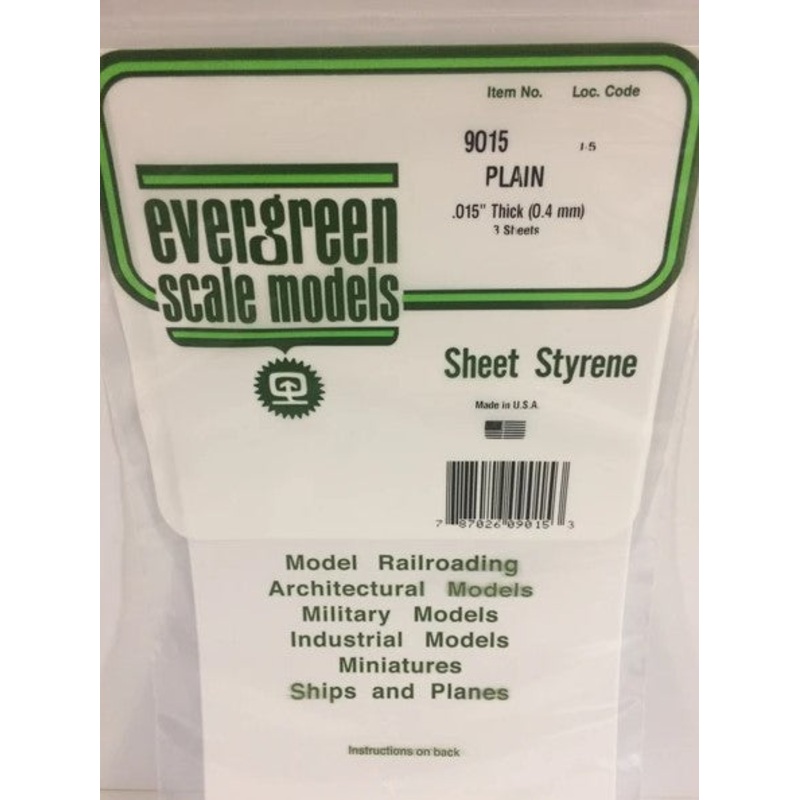 Item No. Loc. Code
9015 1-5
PLAIN
.015" Thick (0.4 mm)
3 Sheets
evergreen
scale models
Sheet Styrene
Made in U.S.A.
7 87026 09015 3
Model Railroading
Architectural Models
Military Models
Industrial Models
Miniatures
Ships and Planes
Instructions on back